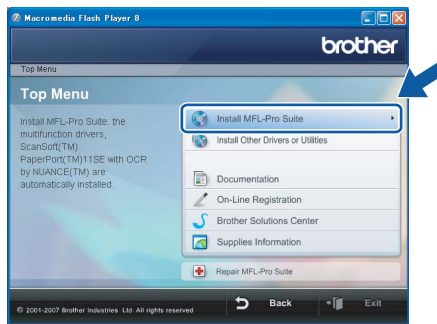 Macromedia Flash Player 8
brother
Top Menu
Top Menu
Install MFL-Pro Suite: the
multifunction drivers,
ScanSoft(TM)
PaperPort(TM)11SE with OCR
by NUANCE(TM) are
automatically installed.
Install MFL-Pro Suite
Install Other Drivers or Utilities
Documentation
On-Line Registration
Brother Solutions Center
Supplies Information
Repair MFL-Pro Suite
© 2001-2007 Brother Industries Ltd. All rights reserved
Back
Exit